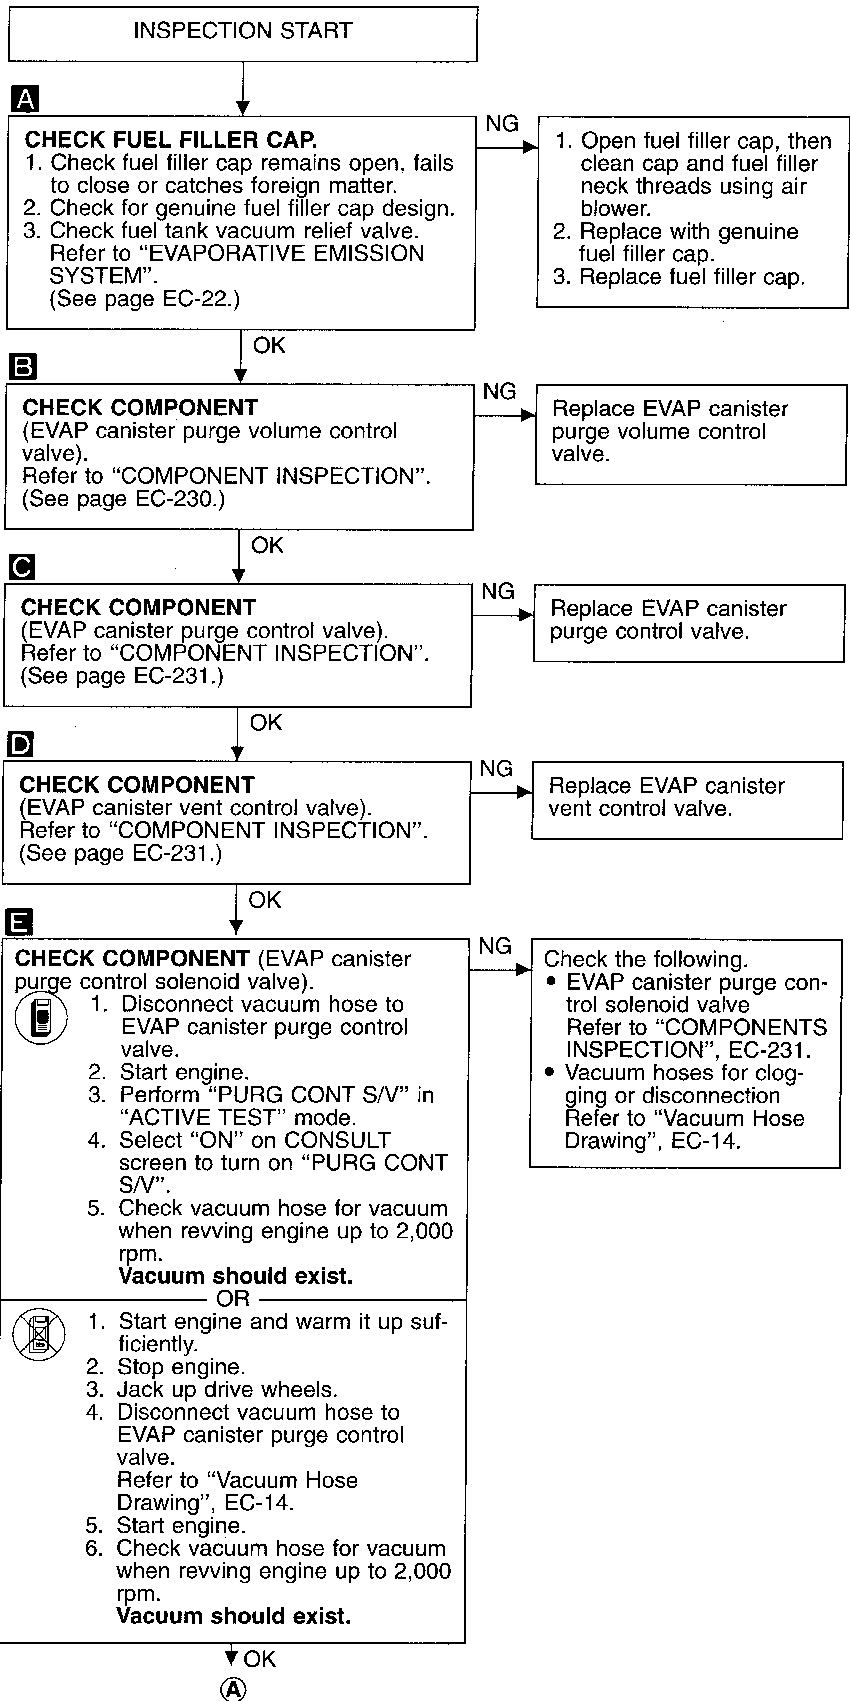 INSPECTION START
A
CHECK FUEL FILLER CAP.
1. Check fuel filler cap remains open, fails
to close or catches foreign matter.
2. Check for genuine fuel filler cap design.
3. Check fuel tank vacuum relief valve.
Refer to “EVAPORATIVE EMISSION
SYSTEM”.
(See page EC-22.)
NG
1. Open fuel filler cap, then
clean cap and fuel filler
neck threads using air
blower.
2. Replace with genuine
fuel filler cap.
3. Replace fuel filler cap.
OK
B
CHECK COMPONENT
(EVAP canister purge volume control
valve).
Refer to “COMPONENT INSPECTION”.
(See page EC-230.)
NG
Replace EVAP canister
purge volume control
valve.
OK
C
CHECK COMPONENT
(EVAP canister purge control valve).
Refer to “COMPONENT INSPECTION”.
(See page EC-231.)
NG
Replace EVAP canister
purge control valve.
OK
D
CHECK COMPONENT
(EVAP canister vent control valve).
Refer to “COMPONENT INSPECTION”.
(See page EC-231.)
NG
Replace EVAP canister
vent control valve.
OK
E
CHECK COMPONENT (EVAP canister
purge control solenoid valve).
1. Disconnect vacuum hose to
EVAP canister purge control
valve.
2. Start engine.
3. Perform “PURG CONT S/V” in
“ACTIVE TEST” mode.
4. Select “ON” on CONSULT
screen to turn on “PURG CONT
S/V”.
5. Check vacuum hose for vacuum
when revving engine up to 2,000
rpm.
Vacuum should exist.
OR
1. Start engine and warm it up suf-
ficiently.
2. Stop engine.
3. Jack up drive wheels.
4. Disconnect vacuum hose to
EVAP canister purge control
valve.
Refer to “Vacuum Hose
Drawing”, EC-14.
5. Start engine.
6. Check vacuum hose for vacuum
when revving engine up to 2,000
rpm.
Vacuum should exist.
NG
Check the following.
• EVAP canister purge con-
trol solenoid valve
Refer to “COMPONENTS
INSPECTION”, EC-231.
• Vacuum hoses for clog-
ging or disconnection
Refer to “Vacuum Hose
Drawing”, EC-14.
OK
A